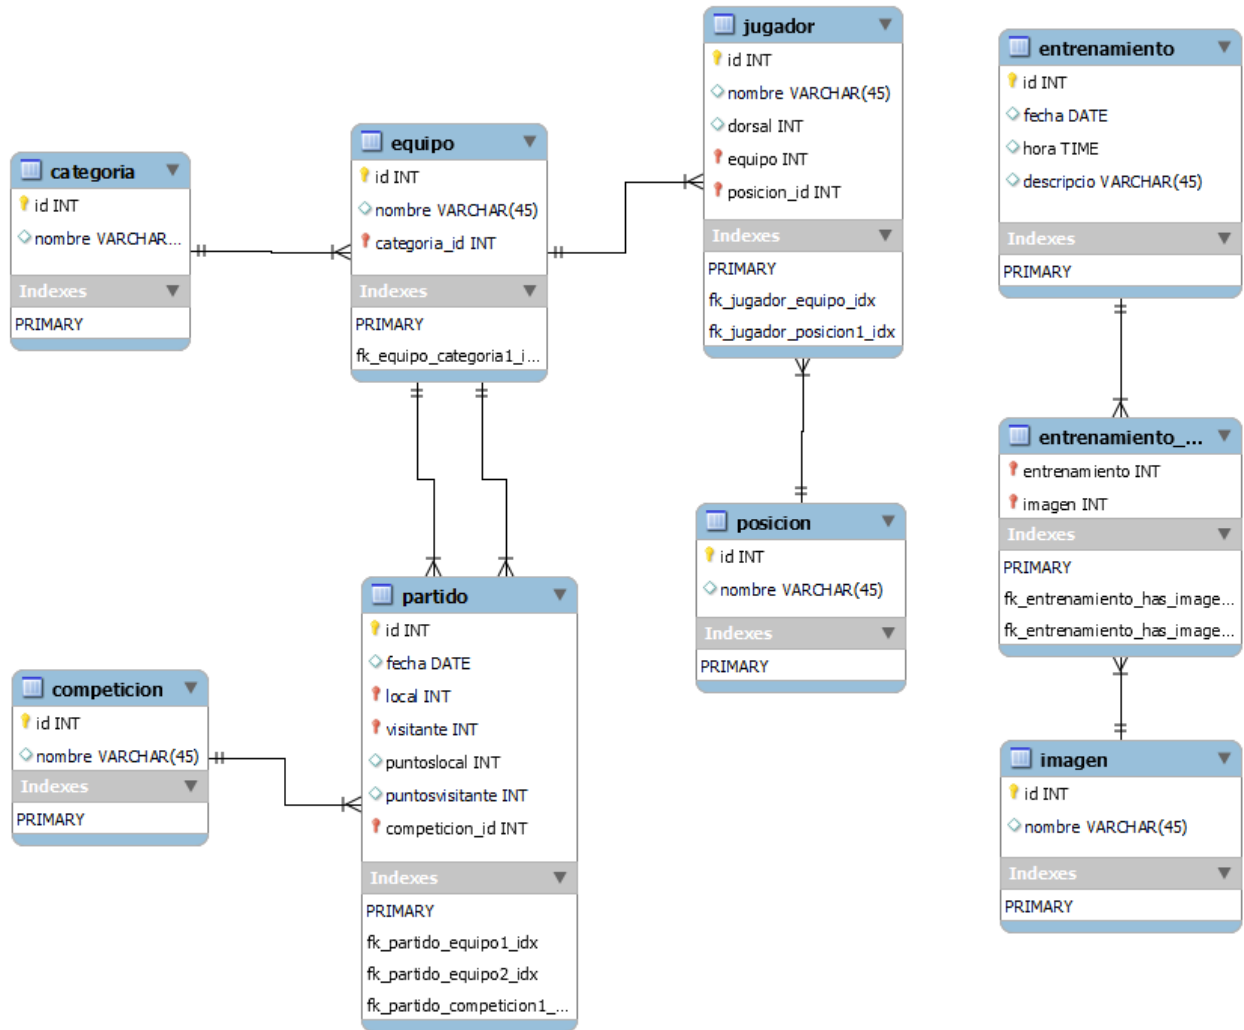 categoria
id INT
nombre VARCHAR...
Indexes
PRIMARY
equipo
id INT
nombre VARCHAR(45)
categoria_id INT
Indexes
PRIMARY
fk_equipo_categoria1_i...
jugador
id INT
nombre VARCHAR(45)
dorsal INT
equipo INT
posicion_id INT
Indexes
PRIMARY
fk_jugador_equipo_idx
fk_jugador_posicion1_idx
entrenamiento
id INT
fecha DATE
hora TIME
descripcio VARCHAR(45)
Indexes
PRIMARY
entrenamiento_...
entrenamiento INT
imagen INT
Indexes
PRIMARY
fk_entrenamiento_has_image...
fk_entrenamiento_has_image...
posicion
id INT
nombre VARCHAR(45)
Indexes
PRIMARY
partido
id INT
fecha DATE
local INT
visitante INT
puntoslocal INT
puntosvisitante INT
competicion_id INT
Indexes
PRIMARY
fk_partido_equipo1_idx
fk_partido_equipo2_idx
fk_partido_competicion1_...
competicion
id INT
nombre VARCHAR(45)
Indexes
PRIMARY
imagen
id INT
nombre VARCHAR(45)
Indexes
PRIMARY